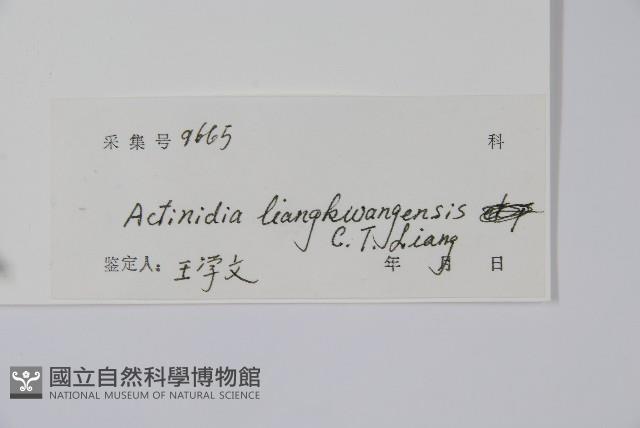 采集号 9665 科
Actinidia liangkwangensis
C. T. Liang
鉴定人: 王学文 年 月 日
國立自然科學博物館
NATIONAL MUSEUM OF NATURAL SCIENCE